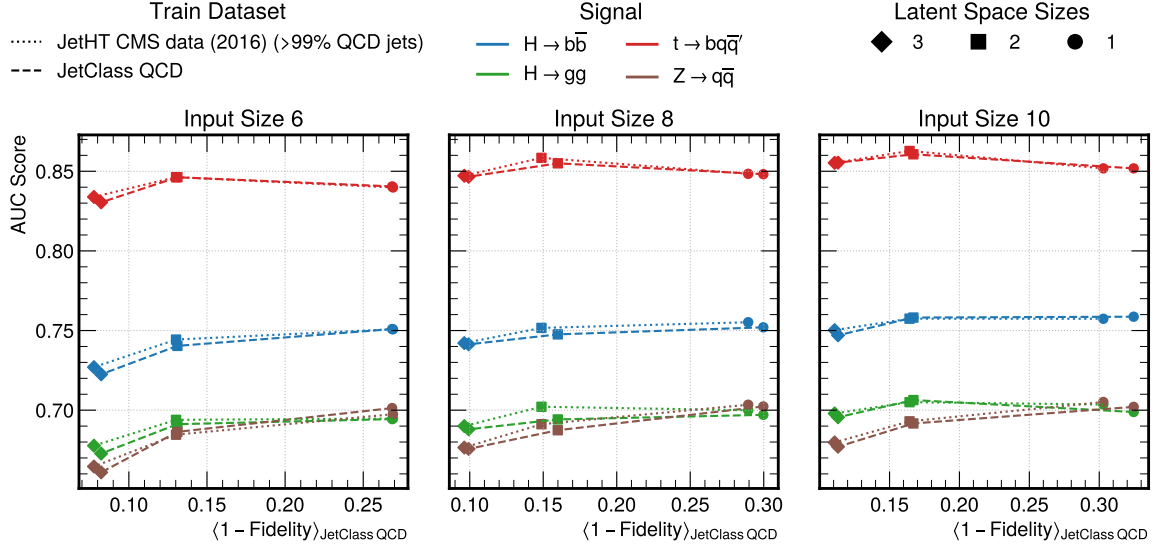 Train Dataset
JetHT CMS data (2016) (>99% QCD jets)
JetClass QCD
Signal
H → bb̅
t → bqq̅′
H → gg
Z → qq̅
Latent Space Sizes
3
2
1
Input Size 6
Input Size 8
Input Size 10
AUC Score
0.85
0.80
0.75
0.70
0.10 0.15 0.20 0.25
0.10 0.15 0.20 0.25 0.30
0.15 0.20 0.25 0.30
⟨1 − Fidelity⟩JetClass QCD
⟨1 − Fidelity⟩JetClass QCD
⟨1 − Fidelity⟩JetClass QCD